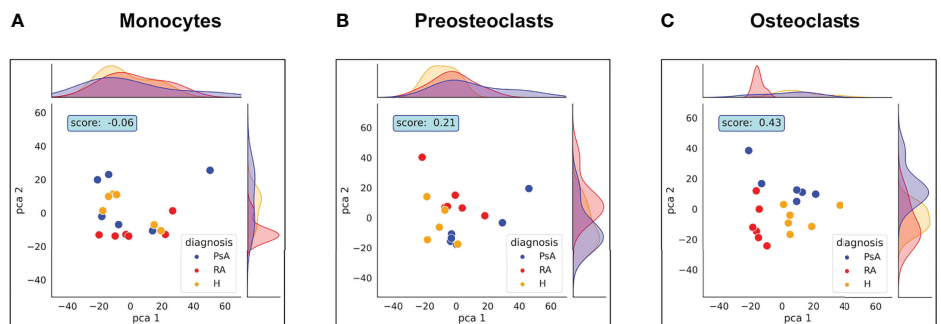 A Monocytes
B Preosteoclasts
C Osteoclasts
60
40
20
0
−20
−40
−40 −20 0 20 40 60
pca 2
pca 1
score: -0.06
diagnosis
PsA
RA
H
60
40
20
0
−20
−40
−40 −20 0 20 40 60
pca 2
pca 1
score: 0.21
diagnosis
PsA
RA
H
60
40
20
0
−20
−40
−40 −20 0 20 40 60
pca 2
pca 1
score: 0.43
diagnosis
PsA
RA
H